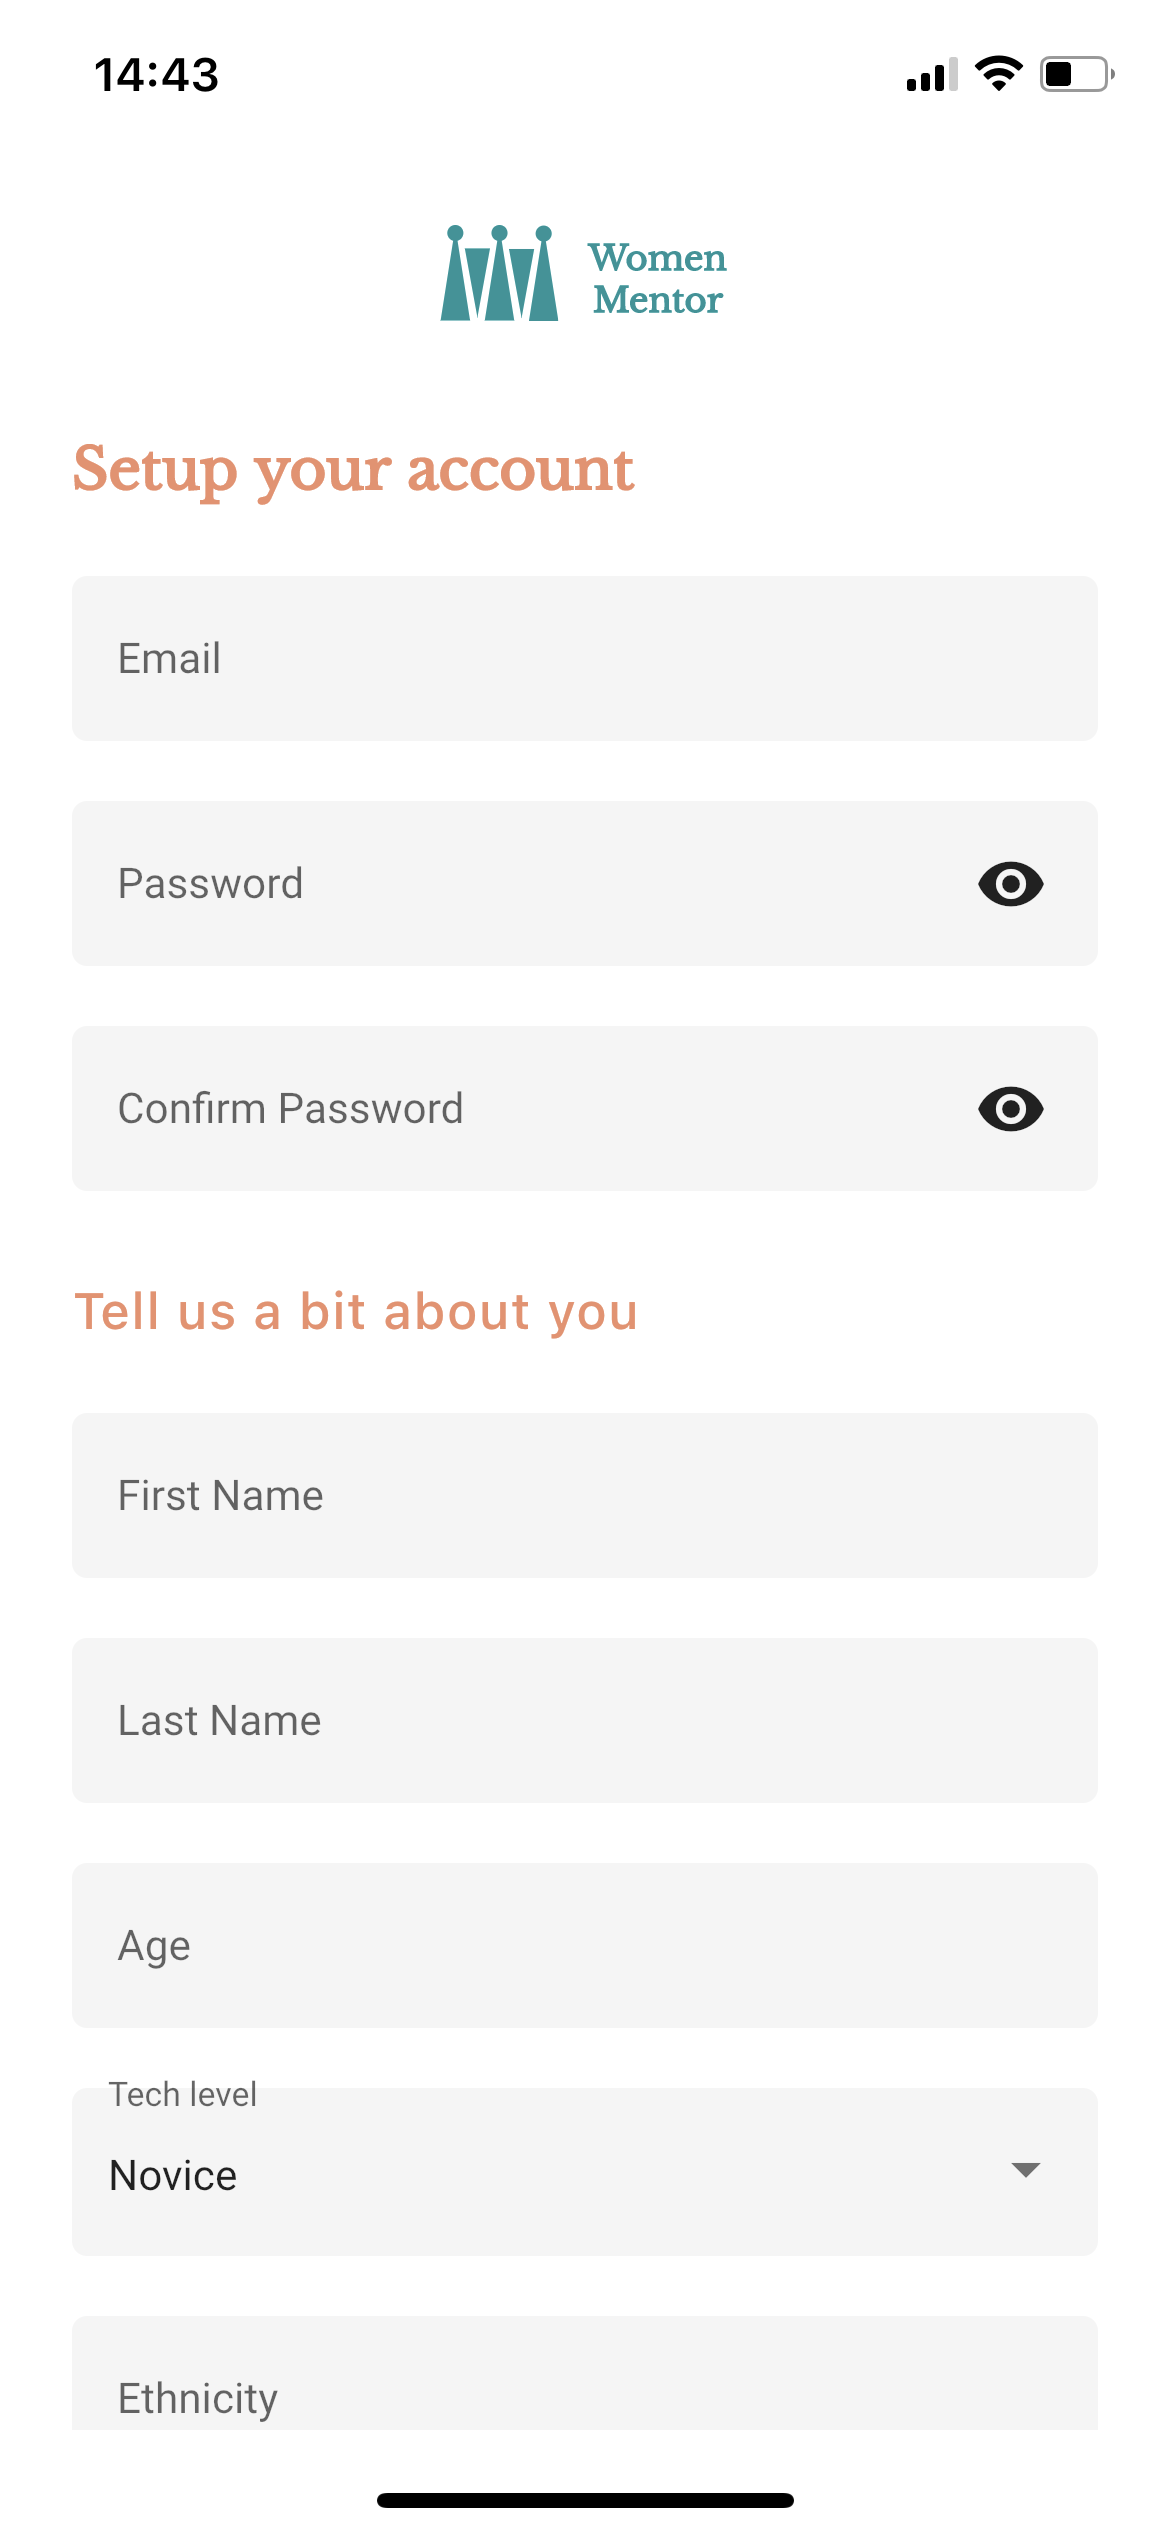 14:43
Women
Mentor
Setup your account
Email
Password
Confirm Password
Tell us a bit about you
First Name
Last Name
Age
Tech level
Novice
Ethnicity